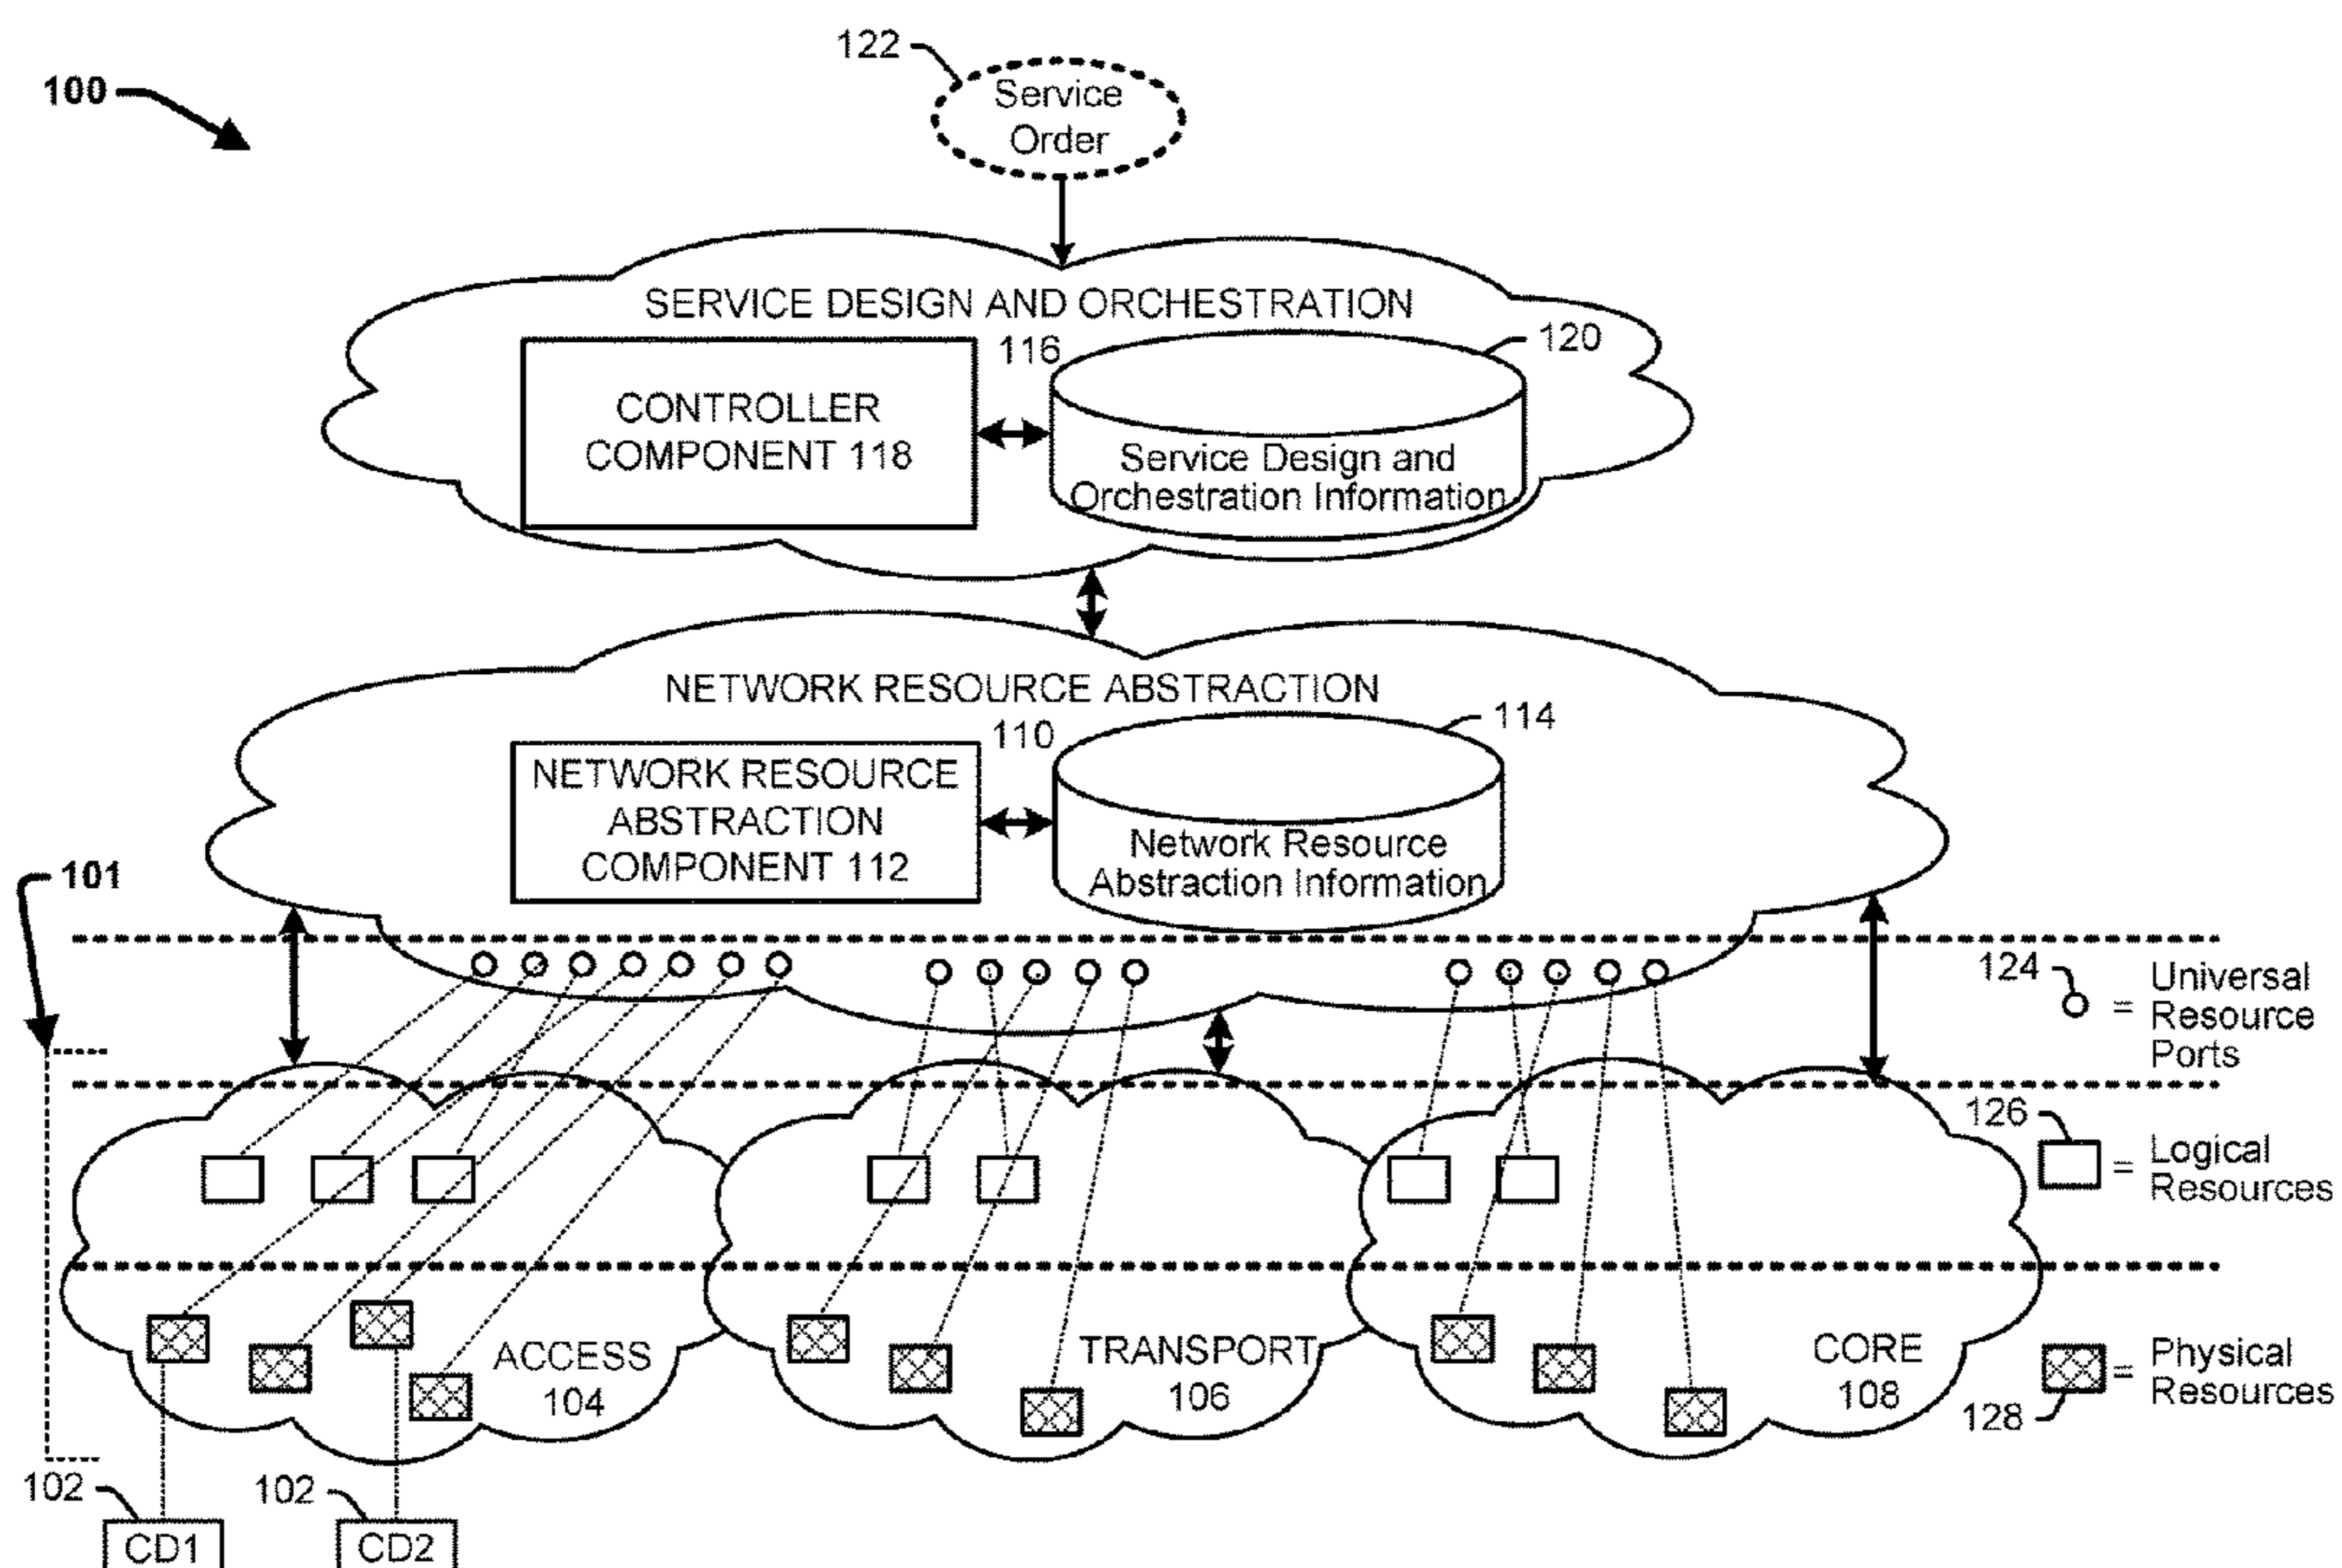 122
100
Service
Order
SERVICE DESIGN AND ORCHESTRATION
116
120
CONTROLLER
COMPONENT 118
Service Design and
Orchestration Information
NETWORK RESOURCE ABSTRACTION
110
114
NETWORK RESOURCE
ABSTRACTION
COMPONENT 112
Network Resource
Abstraction Information
101
124
= Universal
Resource
Ports
126
= Logical
Resources
ACCESS
104
TRANSPORT
106
CORE
108
= Physical
Resources
128
102
102
CD1
CD2